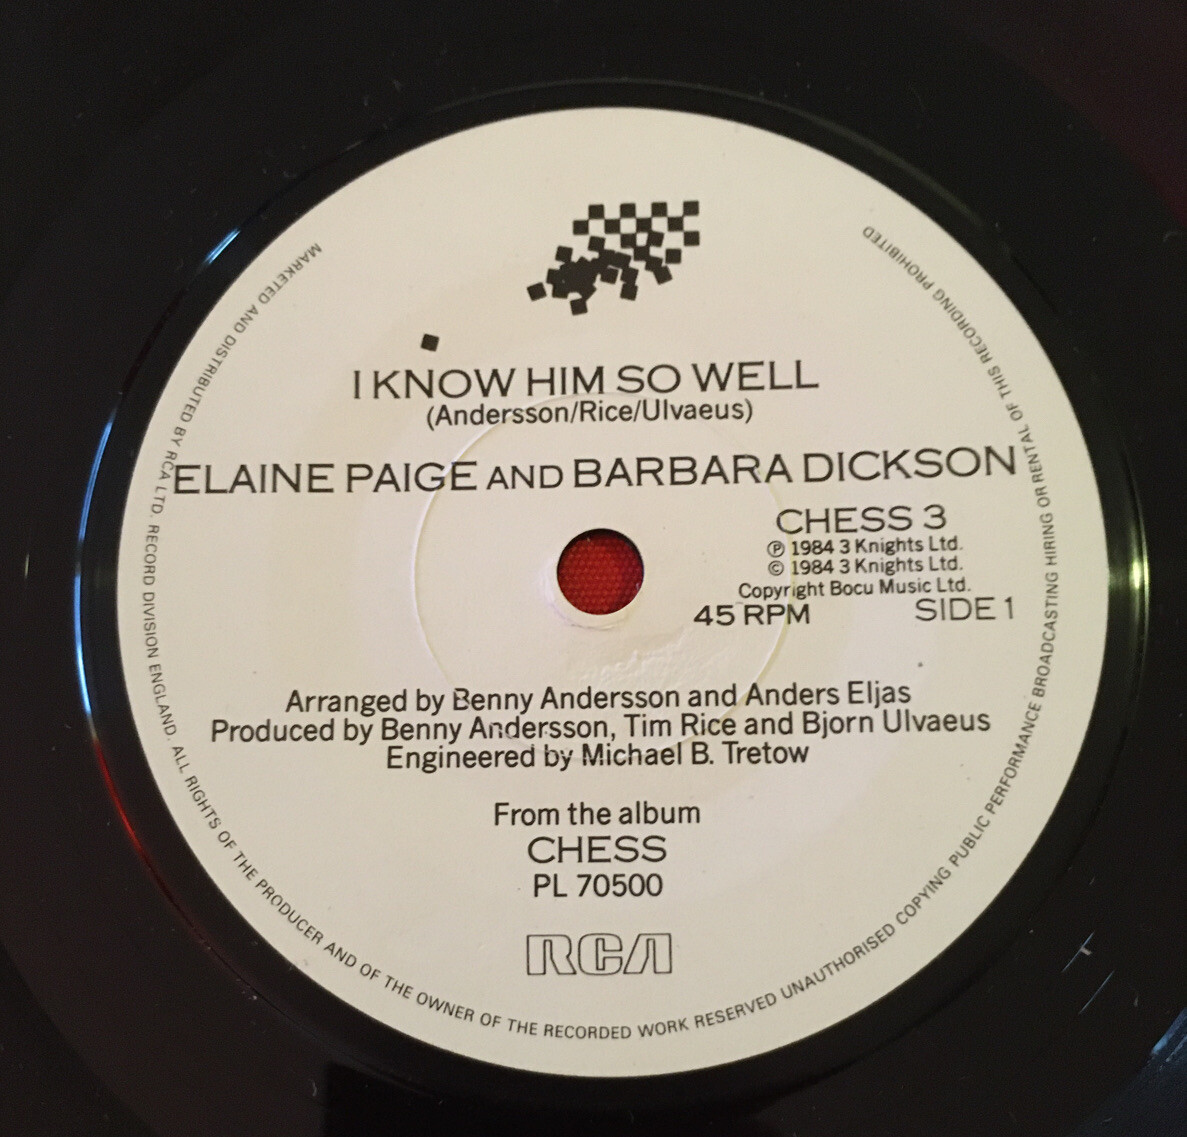 I KNOW HIM SO WELL
(Andersson/Rice/Ulvaeus)
ELAINE PAIGE AND BARBARA DICKSON
CHESS 3
℗ 1984 3 Knights Ltd.
© 1984 3 Knights Ltd.
Copyright Bocu Music Ltd.
45 RPM SIDE 1
Arranged by Benny Andersson and Anders Eljas
Produced by Benny Andersson, Tim Rice and Bjorn Ulvaeus
Engineered by Michael B. Tretow
From the album
CHESS
PL 70500
RCA
MARKETED AND DISTRIBUTED BY RCA LTD. RECORD DIVISION ENGLAND. ALL RIGHTS OF THE PRODUCER AND OF THE OWNER OF THE RECORDED WORK RESERVED UNAUTHORISED COPYING PUBLIC PERFORMANCE BROADCASTING HIRING OR RENTAL OF THIS RECORDING PROHIBITED